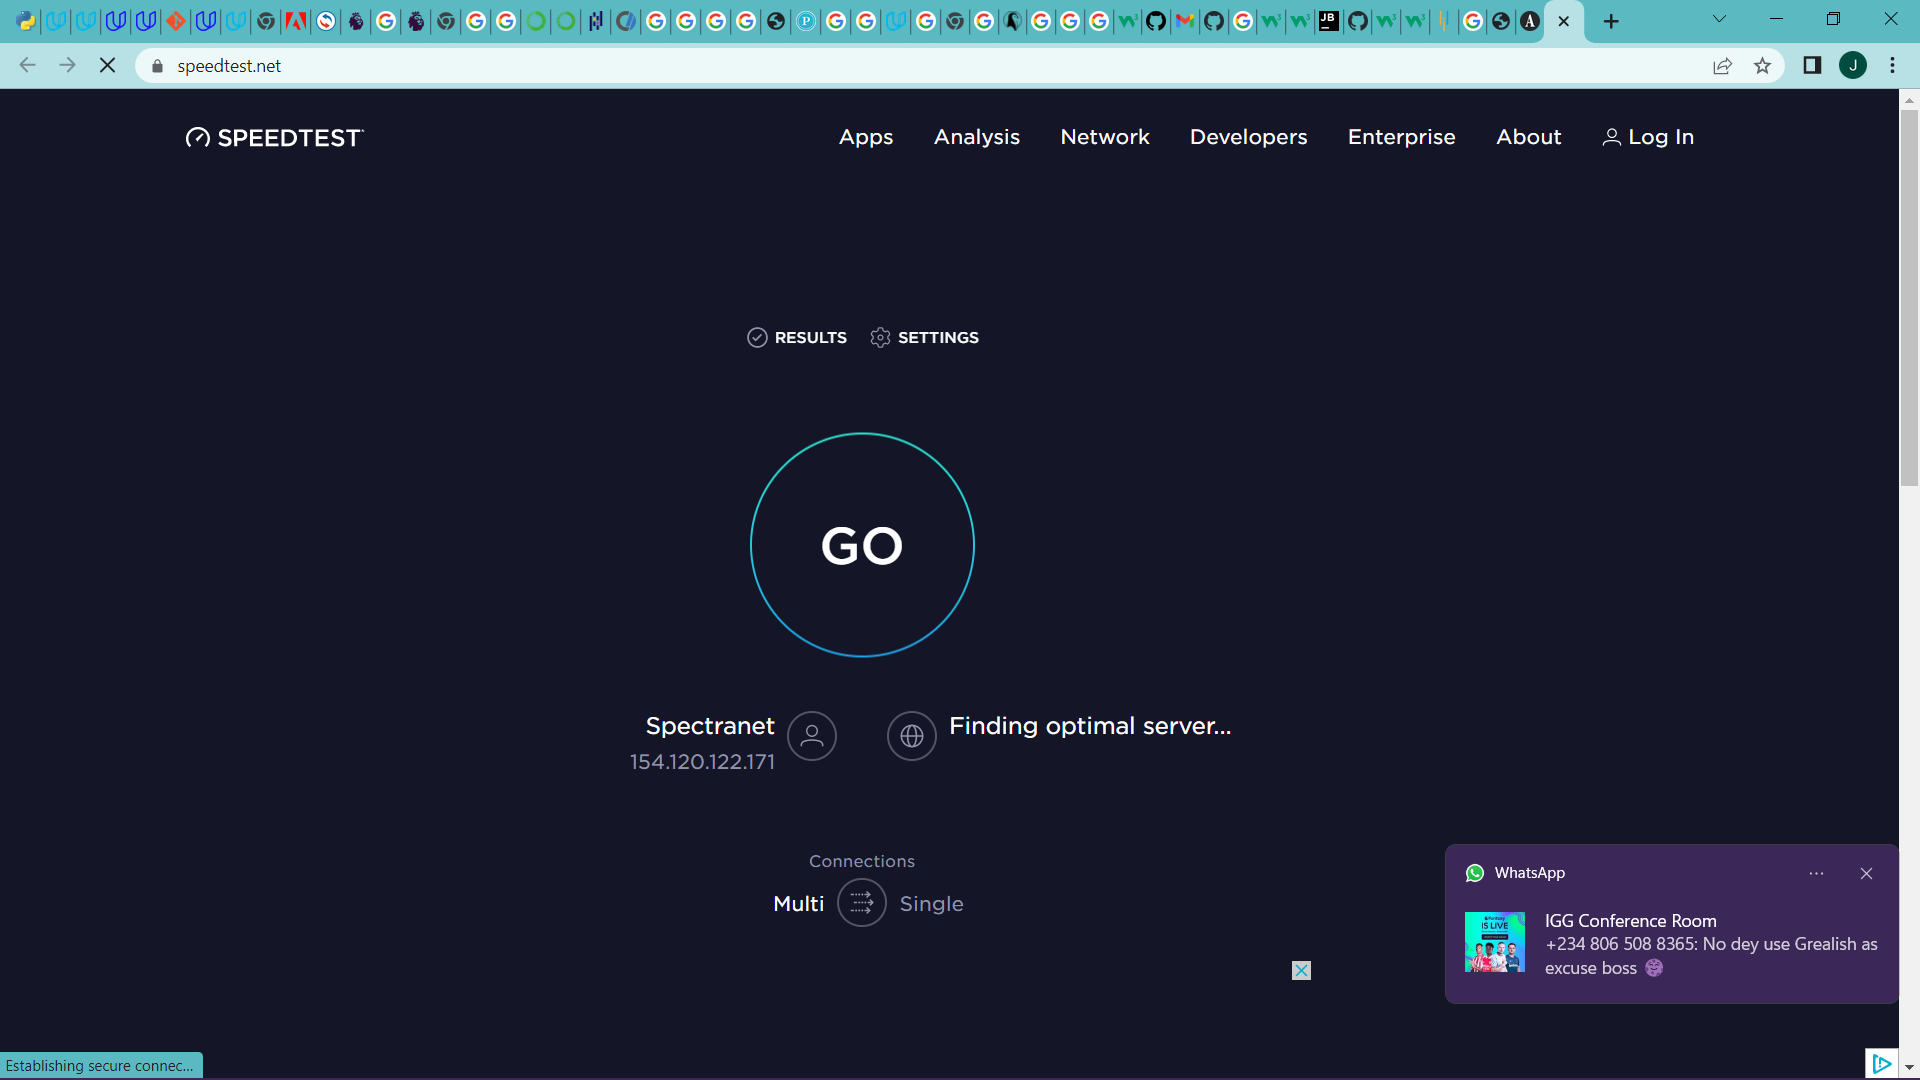 speedtest.net
J
SPEEDTEST
Apps
Analysis
Network
Developers
Enterprise
About
Log In
RESULTS
SETTINGS
GO
Spectranet
154.120.122.171
Finding optimal server...
Connections
Multi
Single
WhatsApp
IS LIVE
IGG Conference Room
+234 806 508 8365: No dey use Grealish as
excuse boss
Establishing secure connec...